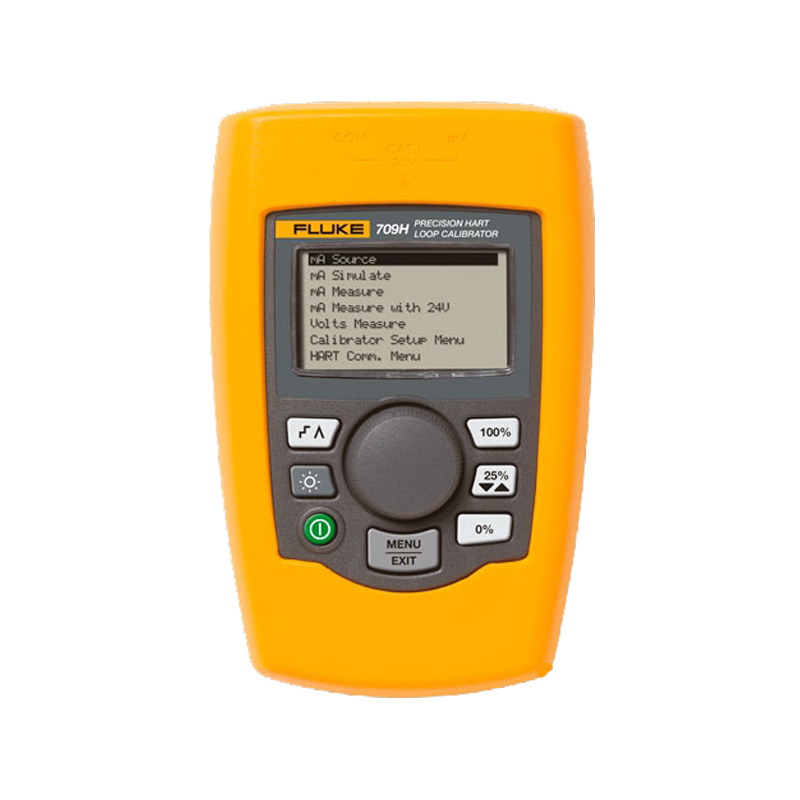 COM mA
CAT I
30V
FLUKE 709H PRECISION HART
LOOP CALIBRATOR
mA Source
mA Simulate
mA Measure
mA Measure with 24V
Volts Measure
Calibrator Setup Menu
HART Comm. Menu
100%
25%
0%
MENU
EXIT